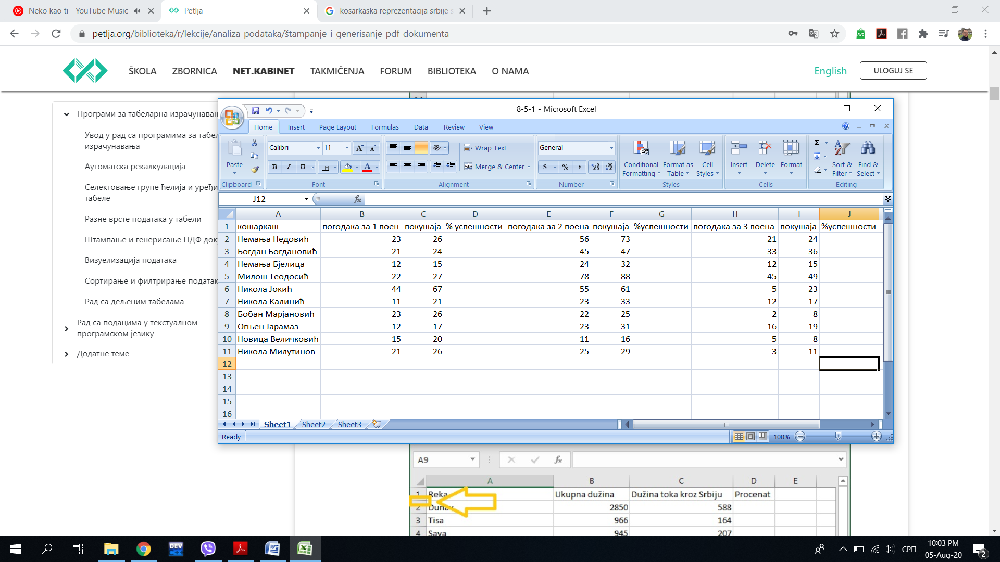 Neko kao ti - YouTube Music
Petlja
kosarkaska reprezentacija srbije s
petlja.org/biblioteka/r/lekcije/analiza-podataka/štampanje-i-generisanje-pdf-dokumenta
ŠKOLA ZBORNICA NET.KABINET TAKMIČENJA FORUM BIBLIOTEKA O NAMA English ULOGUJ SE
Програми за табеларна израчунаван
Увод у рад са програмима за табел
израчунавања
Аутоматска рекалкулација
Селектовање групе ћелија и уређи
табеле
Разне врсте података у табели
Штампање и генерисање ПДФ док
Визуелизација података
Сортирање и филтрирање податак
Рад са дељеним табелама
Рад са подацима у текстуалном
програмском језику
Додатне теме
8-5-1 - Microsoft Excel
Home Insert Page Layout Formulas Data Review View
Paste
Clipboard
Calibri 11
B I U
Font
Wrap Text
Merge & Center
Alignment
General
$ % ,
Number
Conditional Formatting
Format as Table
Cell Styles
Styles
Insert Delete Format
Cells
Sort & Filter
Find & Select
Editing
J12 fx
A B C D E F G H I J
1 кошаркаш погодака за 1 поен покушаја % успешности погодака за 2 поена покушаја %успешности погодака за 3 поена покушаја %успешности
2 Немања Недовић 23 26 56 73 21 24
3 Богдан Богдановић 21 24 45 47 33 36
4 Немања Бјелица 12 15 24 32 12 15
5 Милош Теодосић 22 27 78 88 45 49
6 Никола Јокић 44 67 55 61 5 23
7 Никола Калинић 11 21 23 33 12 17
8 Бобан Марјановић 23 26 22 25 2 8
9 Огњен Јарамаз 12 17 23 31 16 19
10 Новица Величковић 15 20 11 16 5 8
11 Никола Милутинов 21 26 25 29 3 11
12
13
14
15
16
Sheet1 Sheet2 Sheet3
Ready 100%
A9 fx
A B C D E
1 Reka Ukupna dužina Dužina toka kroz Srbiju Procenat
2 Dunav 2850 588
3 Tisa 966 164
4 Sava 945 207
DEV
СРП
10:03 PM
05-Aug-20
2